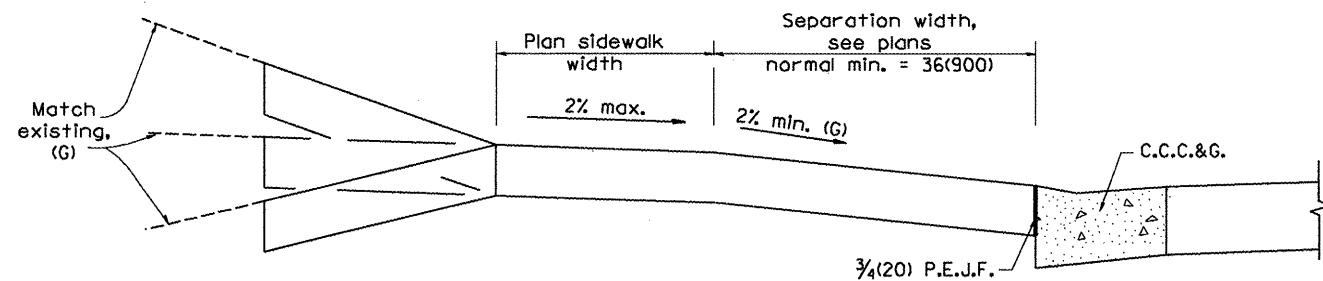 Separation width,
see plans
normal min. = 36(900)
Plan sidewalk
width
2% max.
2% min. (G)
Match
existing,
(G)
C.C.C.&G.
¾(20) P.E.J.F.